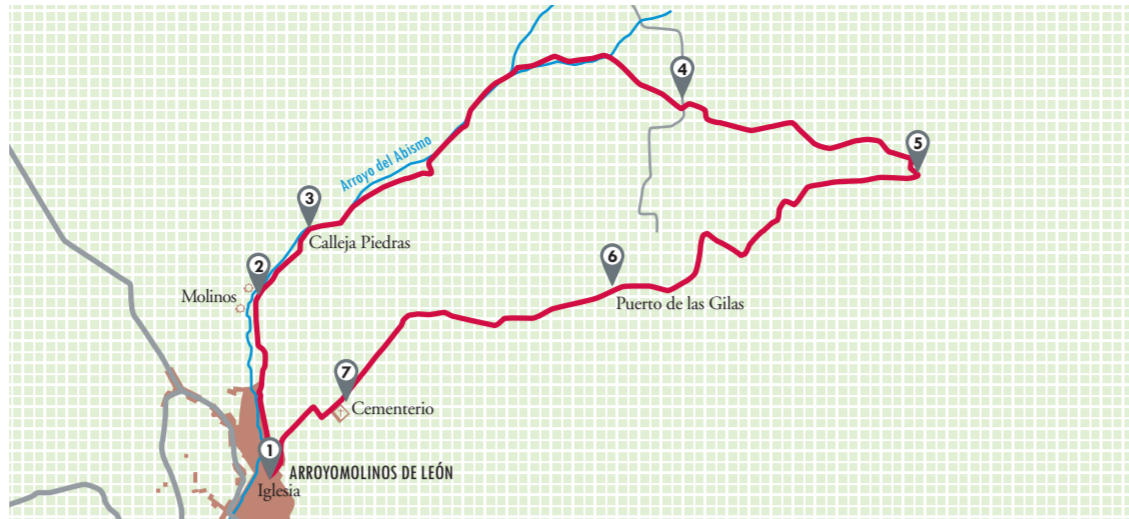 4
5
Arroyo del Abismo
3
Calleja Piedras
6
2
Molinos
Puerto de las Gilas
7
Cementerio
1
ARROYOMOLINOS DE LEÓN
Iglesia